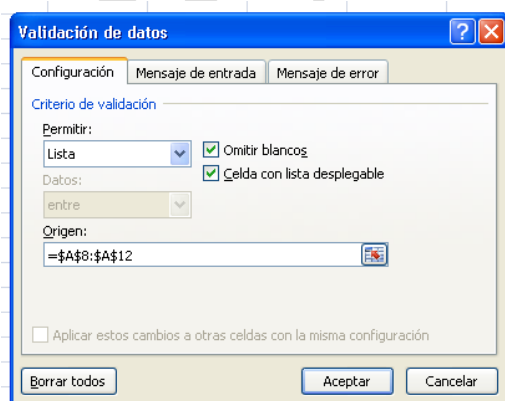 Validación de datos
Configuración Mensaje de entrada Mensaje de error
Criterio de validación
Permitir:
Lista
Omitir blancos
Datos:
Celda con lista desplegable
entre
Origen:
=$A$8:$A$12
Aplicar estos cambios a otras celdas con la misma configuración
Borrar todos Aceptar Cancelar